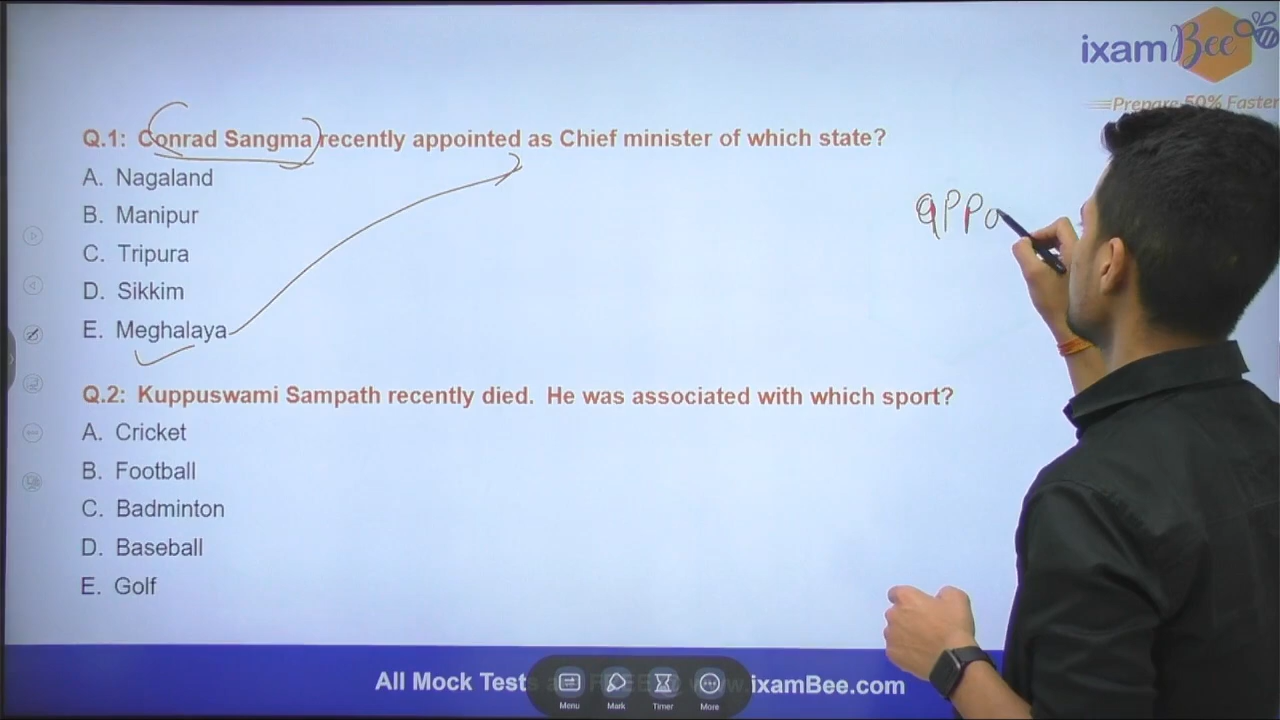 ixamBee
Prepare 50% Faster
Q.1: Conrad Sangma recently appointed as Chief minister of which state?
A. Nagaland
B. Manipur
C. Tripura
D. Sikkim
E. Meghalaya
appo
Q.2: Kuppuswami Sampath recently died. He was associated with which sport?
A. Cricket
B. Football
C. Badminton
D. Baseball
E. Golf
All Mock Tests www.ixamBee.com
Menu Mark Timer More